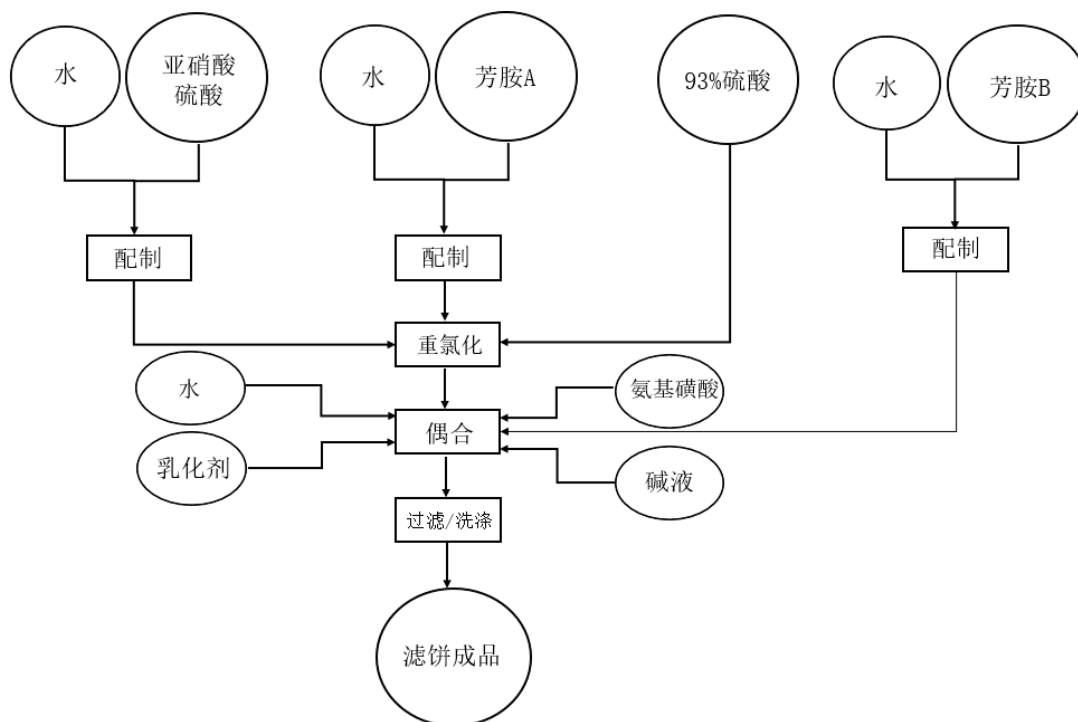 水
亚硝酸
硫酸
水
芳胺A
93%硫酸
水
芳胺B
配制
配制
配制
重氯化
水
氨基磺酸
偶合
乳化剂
碱液
过滤/洗涤
滤饼成品